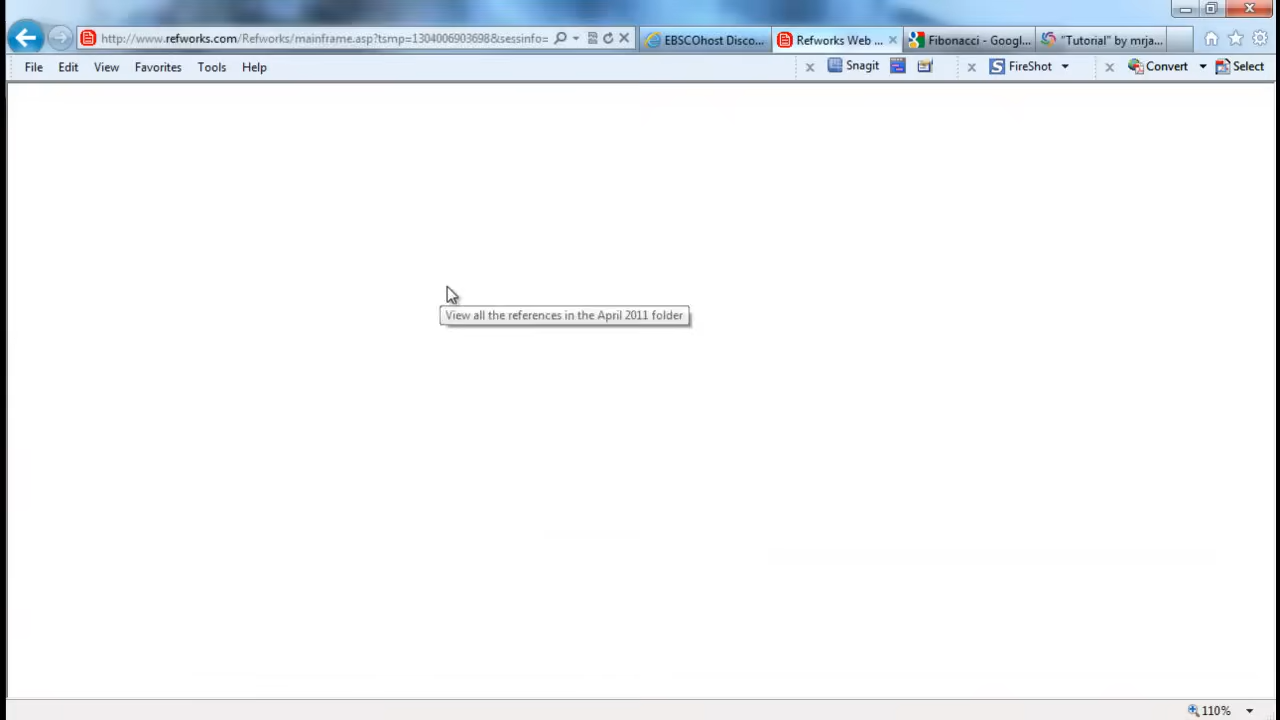 http://www.refworks.com/Refworks/mainframe.asp?tsmp=1304006903698&sessinfo=
EBSCOhost Disco...
Refworks Web ...
Fibonacci - Googl...
"Tutorial" by mrja...
File Edit View Favorites Tools Help
Snagit
FireShot
Convert
Select
View all the references in the April 2011 folder
110%